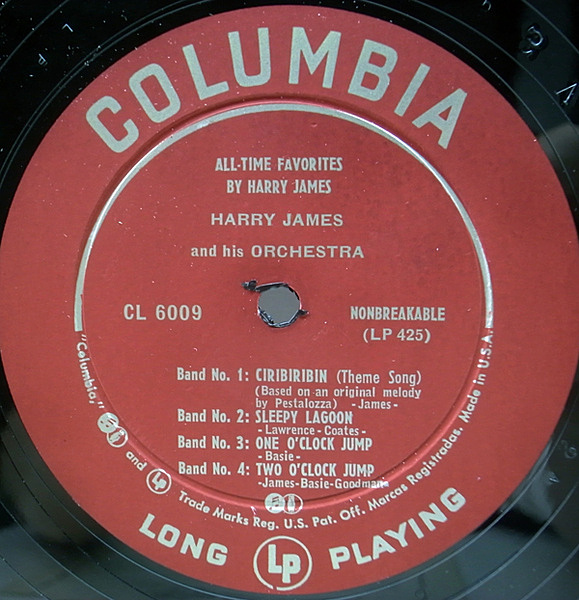 COLUMBIA
ALL-TIME FAVORITES
BY HARRY JAMES
HARRY JAMES
and his ORCHESTRA
CL 6009
NONBREAKABLE
(LP 425)
Band No. 1: CIRIBIRIBIN (Theme Song)
(Based on an original melody
by Pestalozza) -James-
Band No. 2: SLEEPY LAGOON
-Lawrence-Coates-
Band No. 3: ONE O'CLOCK JUMP
-Basie-
Band No. 4: TWO O'CLOCK JUMP
-James-Basie-Goodman-
"Columbia," and LP Trade Marks Reg. U.S. Pat. Off. Marcas Registradas. Made in U.S.A.
LONG LP PLAYING